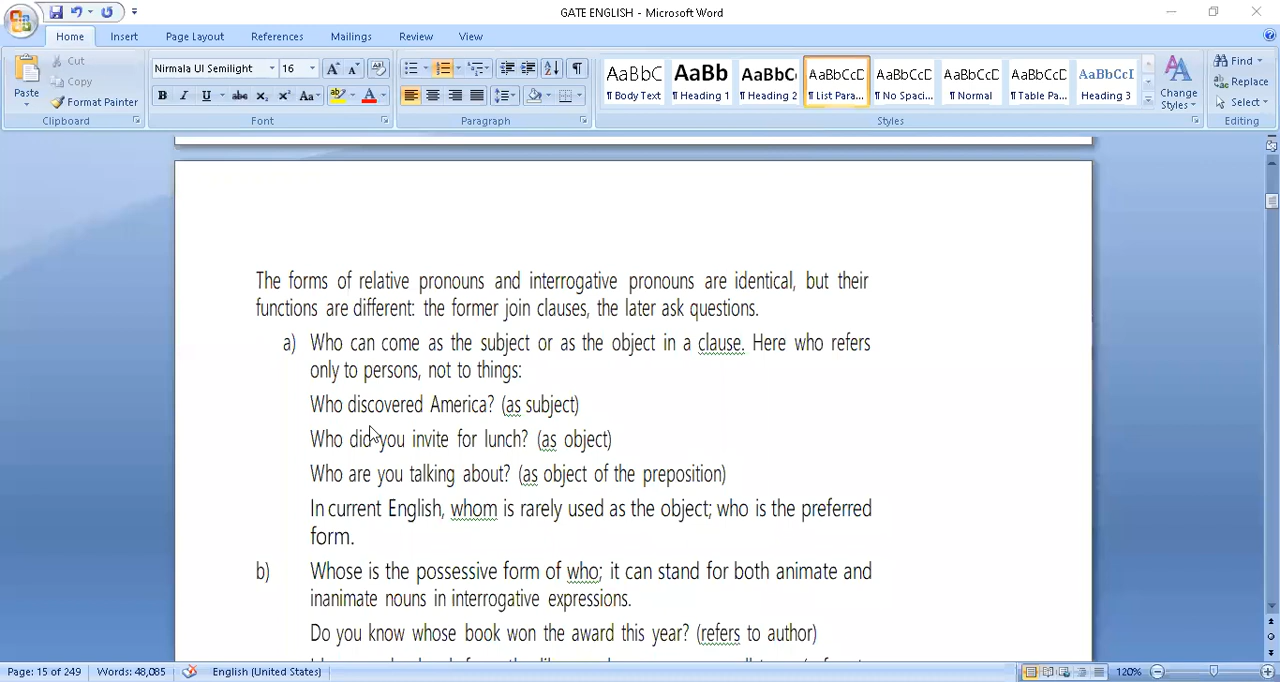 GATE ENGLISH - Microsoft Word
Home Insert Page Layout References Mailings Review View
Paste
Cut
Copy
Format Painter
Clipboard
Nirmala UI Semilight 16
Font
Paragraph
AaBbC AaBb AaBbC AaBbCcD AaBbCcD AaBbCcD AaBbCcD AaBbCcI
¶ Body Text ¶ Heading 1 ¶ Heading 2 ¶ List Para... ¶ No Spaci... ¶ Normal ¶ Table Pa... Heading 3
Change
Styles
Styles
Find
Replace
Select
Editing
The forms of relative pronouns and interrogative pronouns are identical, but their
functions are different: the former join clauses, the later ask questions.
a) Who can come as the subject or as the object in a clause. Here who refers
only to persons, not to things:
Who discovered America? (as subject)
Who did you invite for lunch? (as object)
Who are you talking about? (as object of the preposition)
In current English, whom is rarely used as the object; who is the preferred
form.
b) Whose is the possessive form of who; it can stand for both animate and
inanimate nouns in interrogative expressions.
Do you know whose book won the award this year? (refers to author)
Page: 15 of 249 Words: 48,085 English (United States) 120%